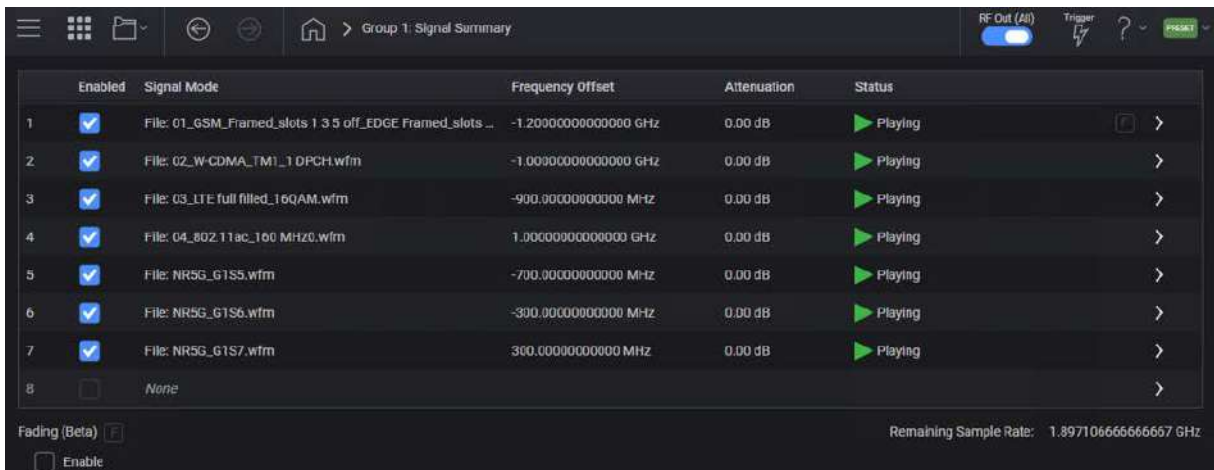 Group 1: Signal Summary RF Out (All) Trigger ? PRESET
Enabled Signal Mode Frequency Offset Attenuation Status
1 File: 01_GSM_Framed_slots 1 3 5 off_EDGE Framed_slots ... -1.20000000000000 GHz 0.00 dB Playing F
2 File: 02_W-CDMA_TM1_1 DPCH.wfm -1.00000000000000 GHz 0.00 dB Playing
3 File: 03_LTE full filled_16QAM.wfm -900.00000000000 MHz 0.00 dB Playing
4 File: 04_802.11ac_160 MHz0.wfm 1.00000000000000 GHz 0.00 dB Playing
5 File: NR5G_G1S5.wfm -700.00000000000 MHz 0.00 dB Playing
6 File: NR5G_G1S6.wfm -300.00000000000 MHz 0.00 dB Playing
7 File: NR5G_G1S7.wfm 300.00000000000 MHz 0.00 dB Playing
8 None
Fading (Beta) F Remaining Sample Rate: 1.897106666666667 GHz
Enable